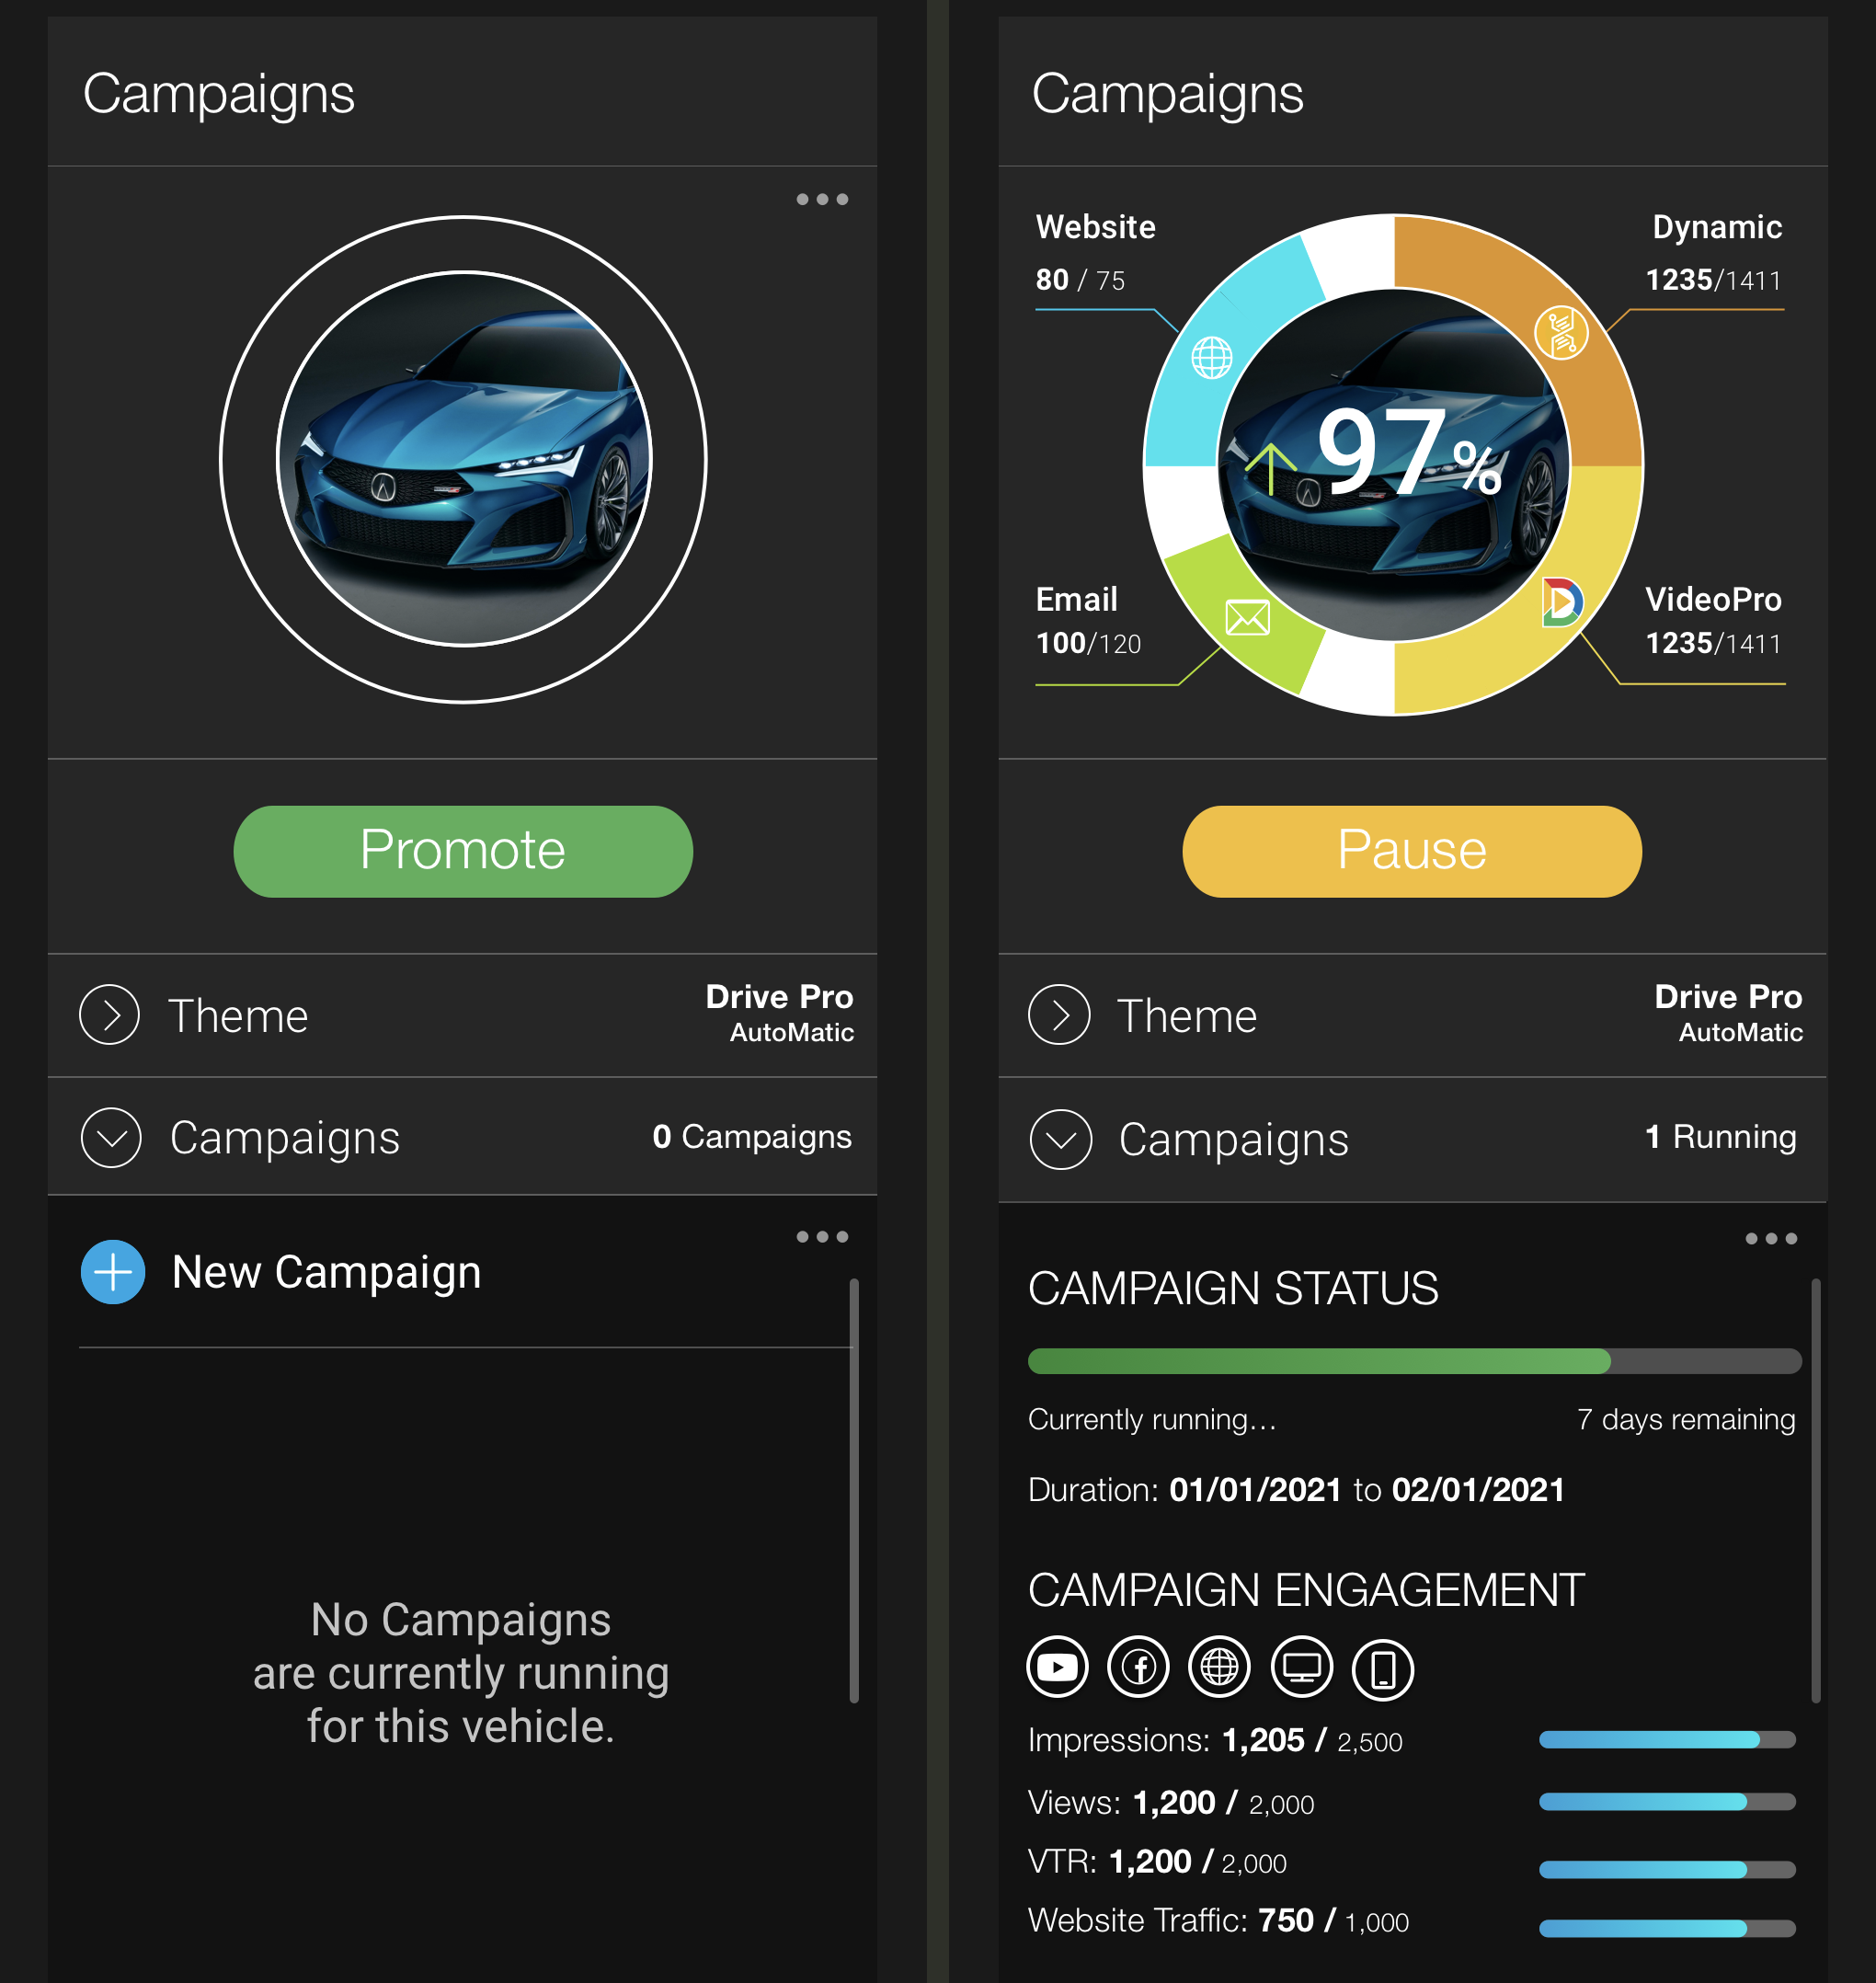 Campaigns
Promote
Theme
Drive Pro
AutoMatic
Campaigns
0 Campaigns
New Campaign
No Campaigns
are currently running
for this vehicle.
Campaigns
Website
80 / 75
Dynamic
1235/1411
97%
Email
100/120
VideoPro
1235/1411
Pause
Theme
Drive Pro
AutoMatic
Campaigns
1 Running
CAMPAIGN STATUS
Currently running...
7 days remaining
Duration: 01/01/2021 to 02/01/2021
CAMPAIGN ENGAGEMENT
Impressions: 1,205 / 2,500
Views: 1,200 / 2,000
VTR: 1,200 / 2,000
Website Traffic: 750 / 1,000